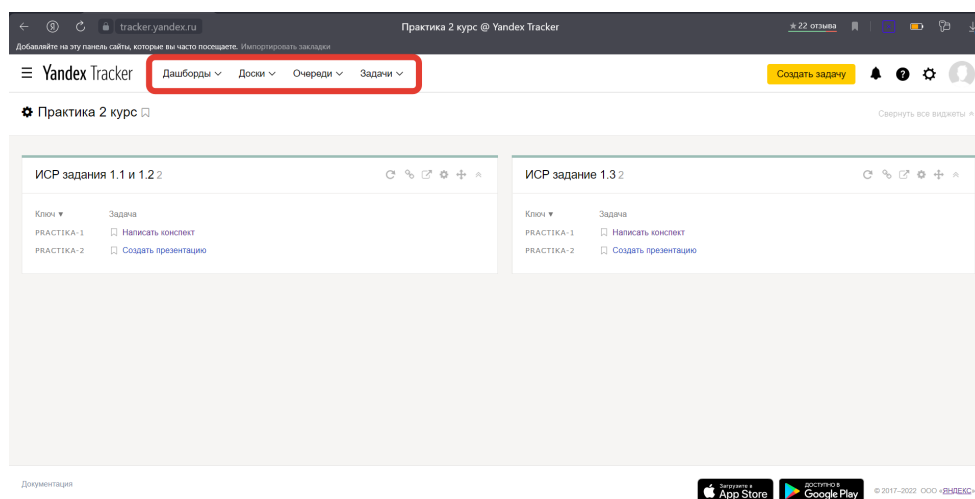 tracker.yandex.ru Практика 2 курс @ Yandex Tracker ★ 22 отзыва
Добавляйте на эту панель сайты, которые вы часто посещаете. Импортировать закладки
Yandex Tracker Дашборды Доски Очереди Задачи Создать задачу
Практика 2 курс Свернуть все виджеты
ИСР задания 1.1 и 1.2 2
Ключ ▼ Задача
PRACTIKA-1 Написать конспект
PRACTIKA-2 Создать презентацию
ИСР задание 1.3 2
Ключ ▼ Задача
PRACTIKA-1 Написать конспект
PRACTIKA-2 Создать презентацию
Документация
Загрузите в
App Store
ДОСТУПНО В
Google Play
© 2017–2022 ООО «ЯНДЕКС»